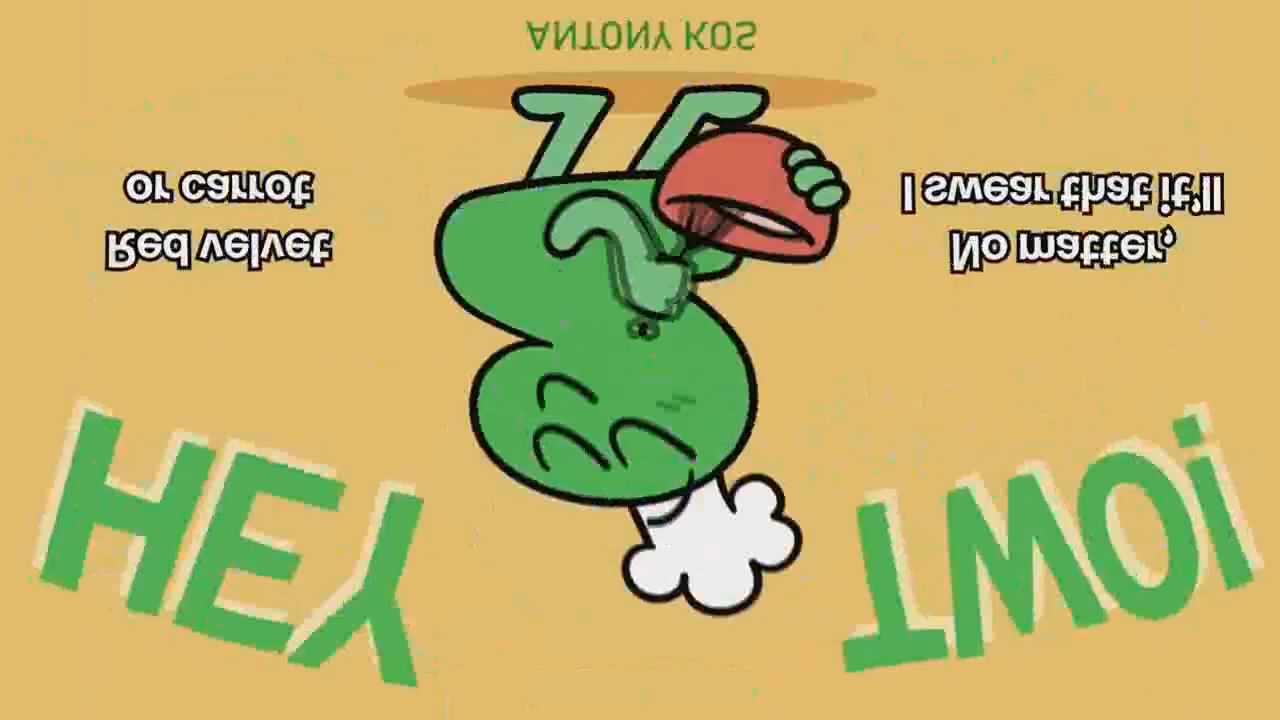 HEY
TWO!
Red velvet
or carrot
No matter,
I swear that it'll
ANTONY KOS